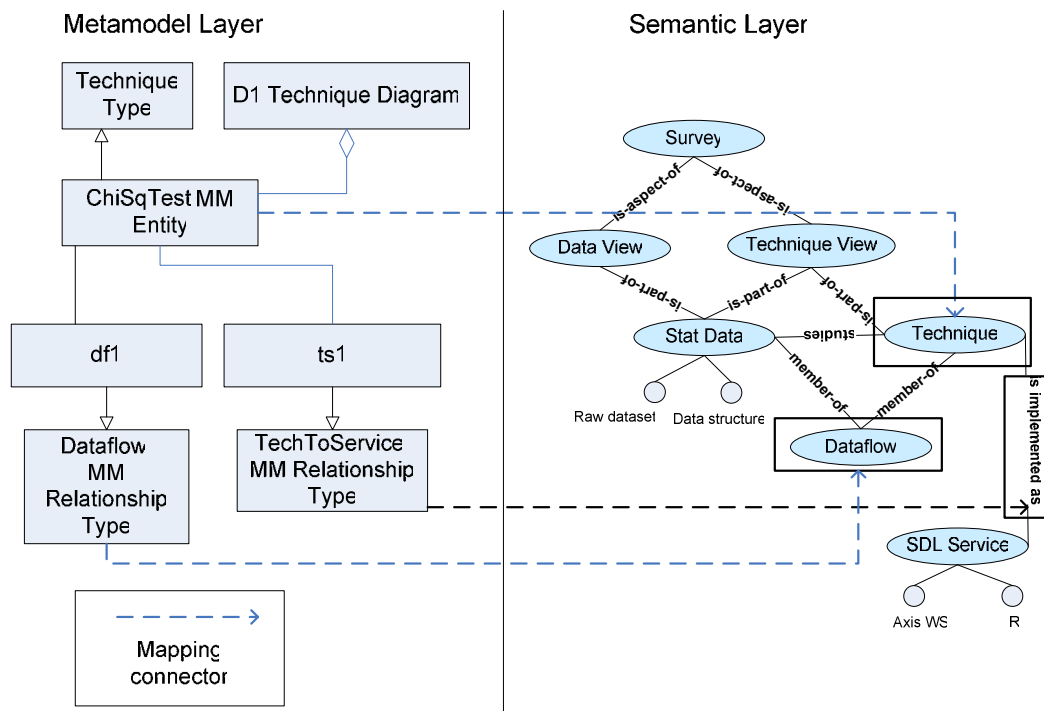 Metamodel Layer
Semantic Layer
Technique
Type
D1 Technique Diagram
ChiSqTest MM
Entity
df1
ts1
Dataflow
MM
Relationship
Type
TechToService
MM Relationship
Type
Mapping
connector
Survey
is-aspect-of
is-aspect-of
Data View
Technique View
is-part-of
is-part-of
is-part-of
Stat Data
studies
Technique
Raw dataset
Data structure
member-of
member-of
Dataflow
is implemented as
SDL Service
Axis WS
R